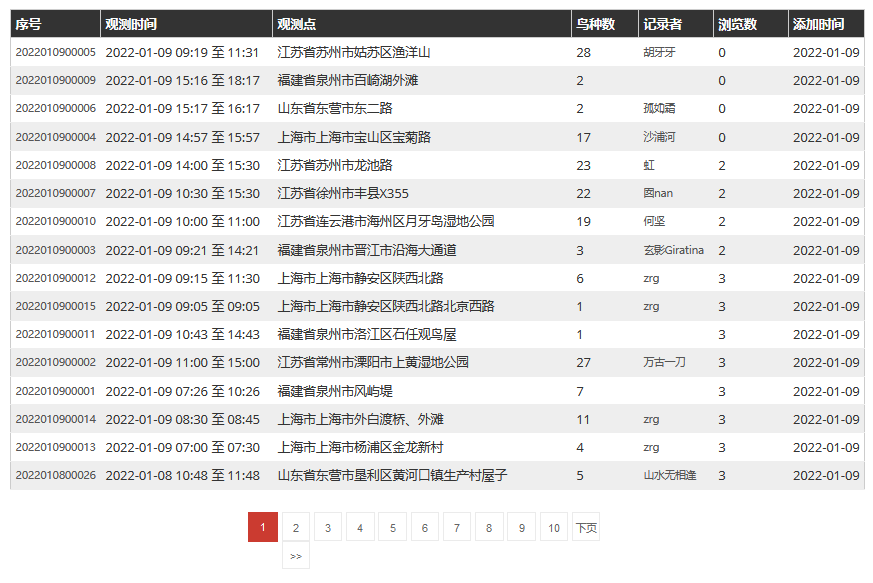 序号 观测时间 观测点 鸟种数 记录者 浏览数 添加时间
2022010900005 2022-01-09 09:19 至 11:31 江苏省苏州市姑苏区渔洋山 28 胡牙牙 0 2022-01-09
2022010900009 2022-01-09 15:16 至 18:17 福建省泉州市百崎湖外滩 2 0 2022-01-09
2022010900006 2022-01-09 15:17 至 16:17 山东省东营市东二路 2 孤如霜 0 2022-01-09
2022010900004 2022-01-09 14:57 至 15:57 上海市上海市宝山区宝菊路 17 沙浦河 0 2022-01-09
2022010900008 2022-01-09 14:00 至 15:30 江苏省苏州市龙池路 23 虹 2 2022-01-09
2022010900007 2022-01-09 10:30 至 15:30 江苏省徐州市丰县X355 22 囡nan 2 2022-01-09
2022010900010 2022-01-09 10:00 至 11:00 江苏省连云港市海州区月牙岛湿地公园 19 何坚 2 2022-01-09
2022010900003 2022-01-09 09:21 至 14:21 福建省泉州市晋江市沿海大通道 3 玄影Giratina 2 2022-01-09
2022010900012 2022-01-09 09:15 至 11:30 上海市上海市静安区陕西北路 6 zrg 3 2022-01-09
2022010900015 2022-01-09 09:05 至 09:05 上海市上海市静安区陕西北路北京西路 1 zrg 3 2022-01-09
2022010900011 2022-01-09 10:43 至 14:43 福建省泉州市洛江区石任观鸟屋 1 3 2022-01-09
2022010900002 2022-01-09 11:00 至 15:00 江苏省常州市溧阳市上黄湿地公园 27 万古一刀 3 2022-01-09
2022010900001 2022-01-09 07:26 至 10:26 福建省泉州市凤屿堤 7 3 2022-01-09
2022010900014 2022-01-09 08:30 至 08:45 上海市上海市外白渡桥、外滩 11 zrg 3 2022-01-09
2022010900013 2022-01-09 07:00 至 07:30 上海市上海市杨浦区金龙新村 4 zrg 3 2022-01-09
2022010800026 2022-01-08 10:48 至 11:48 山东省东营市垦利区黄河口镇生产村屋子 5 山水无相逢 3 2022-01-09
1 2 3 4 5 6 7 8 9 10 下页
>>